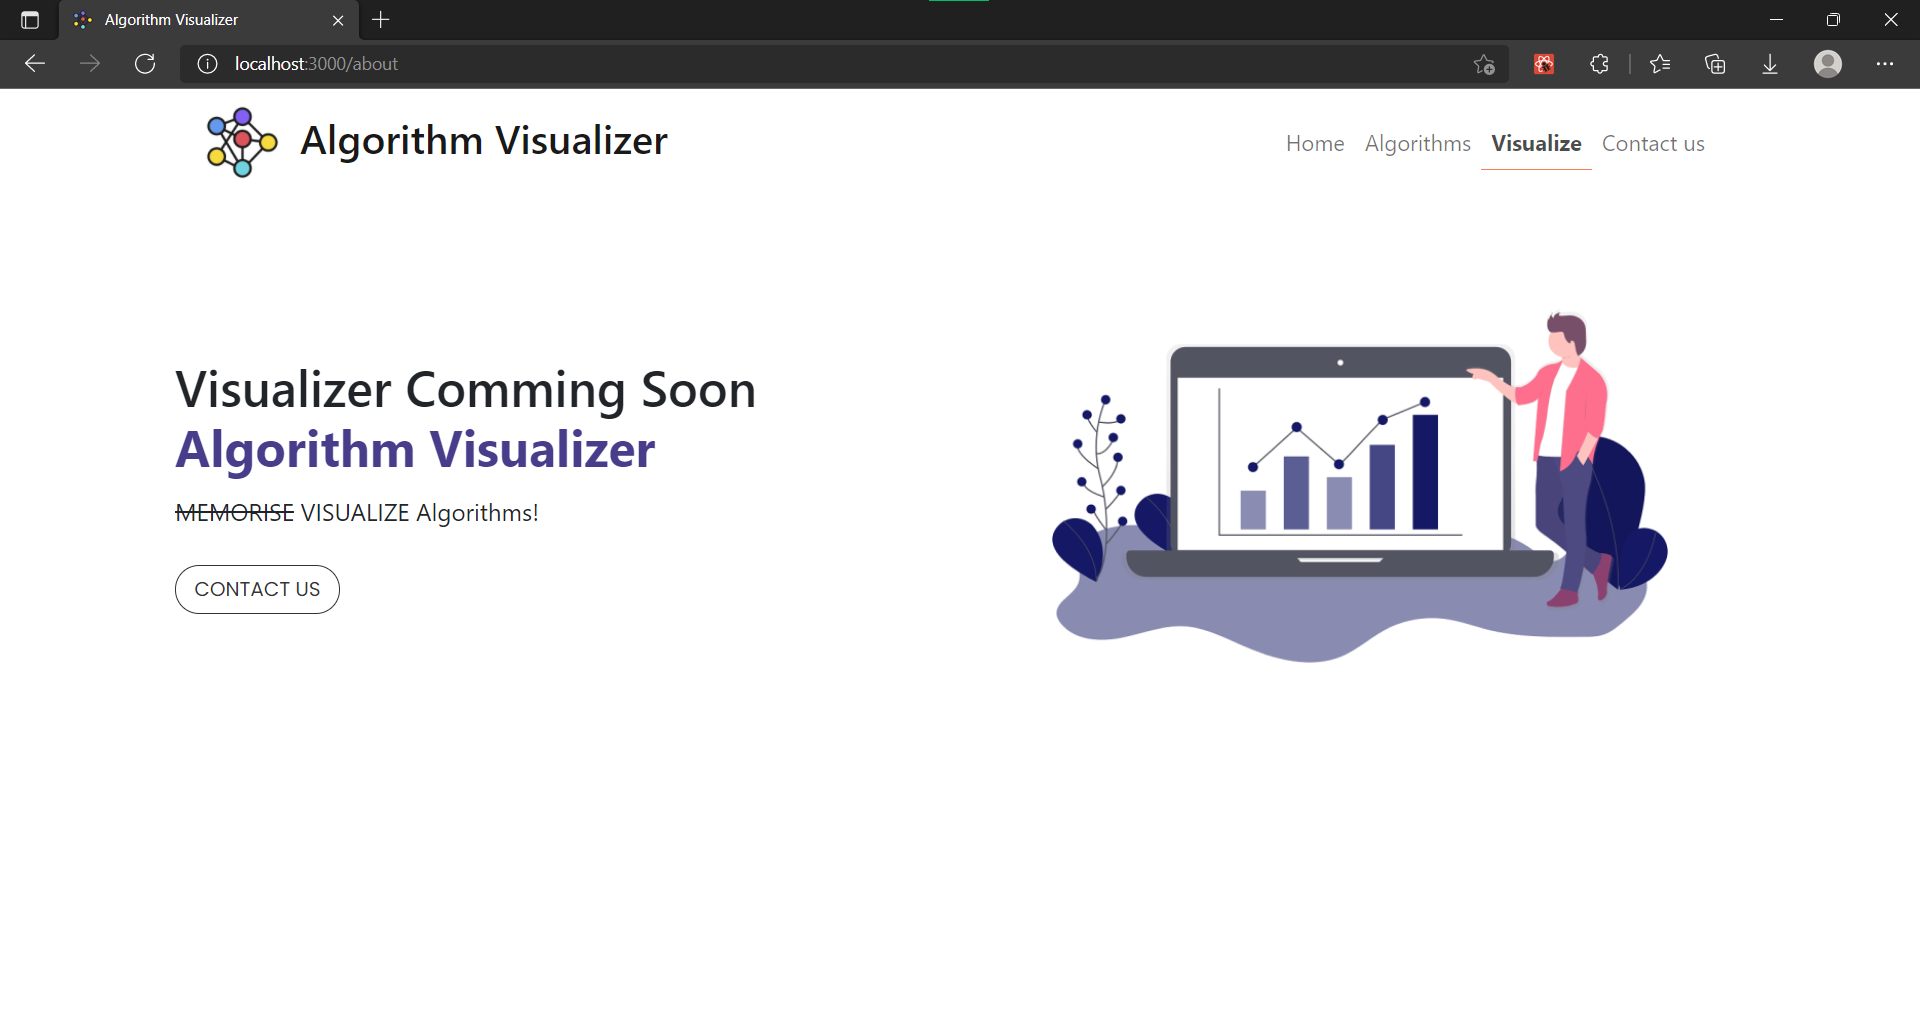 Algorithm Visualizer
localhost:3000/about
Algorithm Visualizer
Home Algorithms Visualize Contact us
Visualizer Comming Soon
Algorithm Visualizer
MEMORISE VISUALIZE Algorithms!
CONTACT US